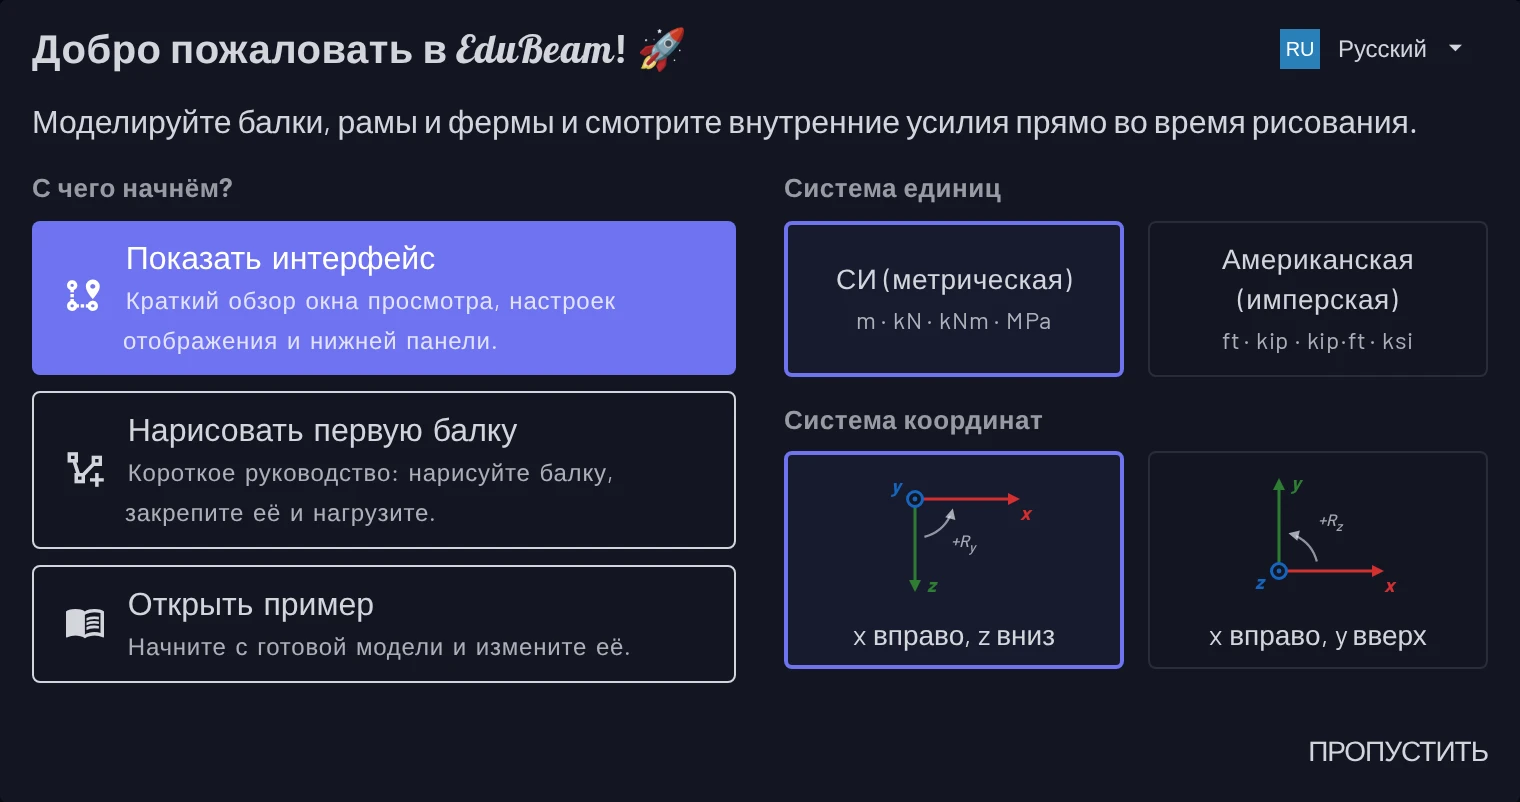 Добро пожаловать в EduBeam! 🚀
RU Русский
Моделируйте балки, рамы и фермы и смотрите внутренние усилия прямо во время рисования.
С чего начнём?
Показать интерфейс
Краткий обзор окна просмотра, настроек
отображения и нижней панели.
Нарисовать первую балку
Короткое руководство: нарисуйте балку,
закрепите её и нагрузите.
Открыть пример
Начните с готовой модели и измените её.
Система единиц
СИ (метрическая)
m · kN · kNm · MPa
Американская
(имперская)
ft · kip · kip·ft · ksi
Система координат
y
x
+Ry
z
x вправо, z вниз
y
+Rz
z
x
x вправо, y вверх
ПРОПУСТИТЬ